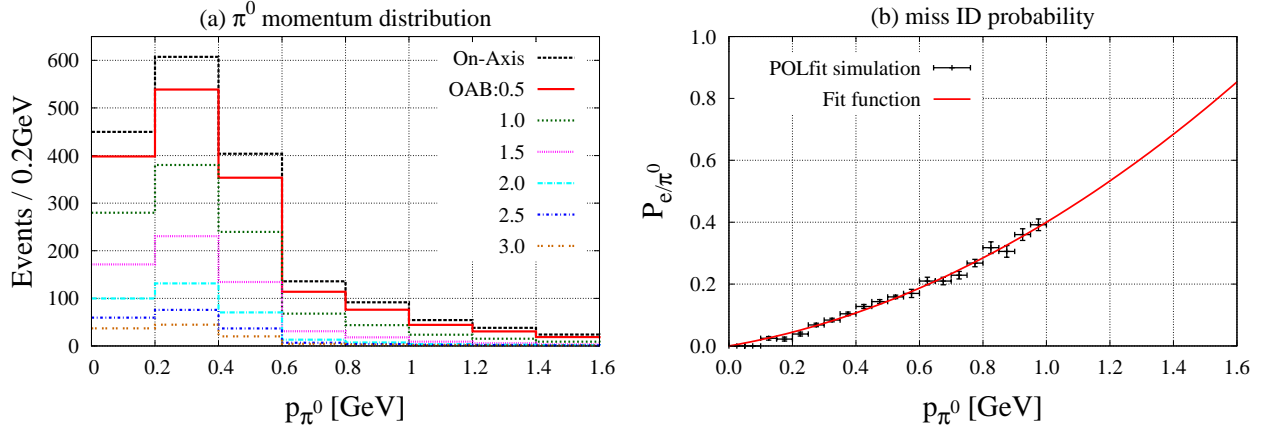 (a) π⁰ momentum distribution
Events / 0.2GeV
600
500
400
300
200
100
0
On-Axis
OAB:0.5
1.0
1.5
2.0
2.5
3.0
0 0.2 0.4 0.6 0.8 1 1.2 1.4 1.6
p_π⁰ [GeV]
(b) miss ID probability
P_e/π⁰
1.0
0.8
0.6
0.4
0.2
0.0
POLfit simulation
Fit function
0.0 0.2 0.4 0.6 0.8 1.0 1.2 1.4 1.6
p_π⁰ [GeV]